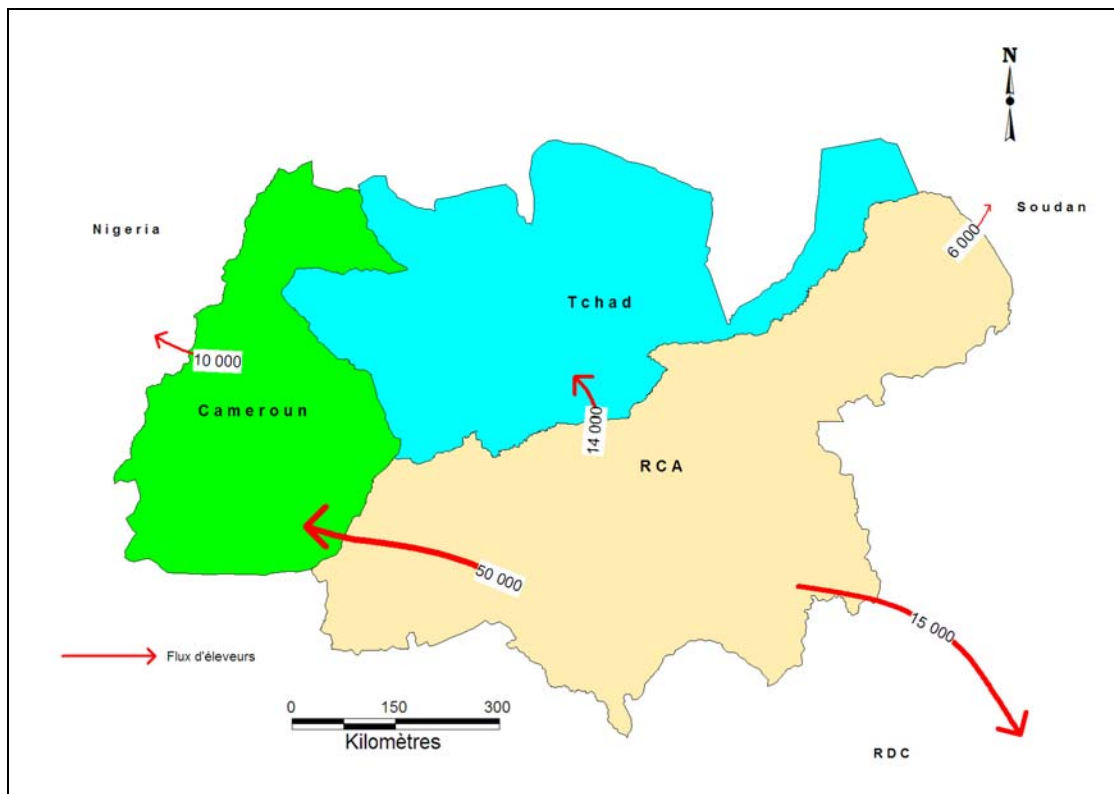 N
Soudan
Nigeria
6 000
Tchad
10 000
Cameroun
14 000
RCA
50 000
15 000
Flux d'éleveurs
0 150 300
Kilomètres
RDC